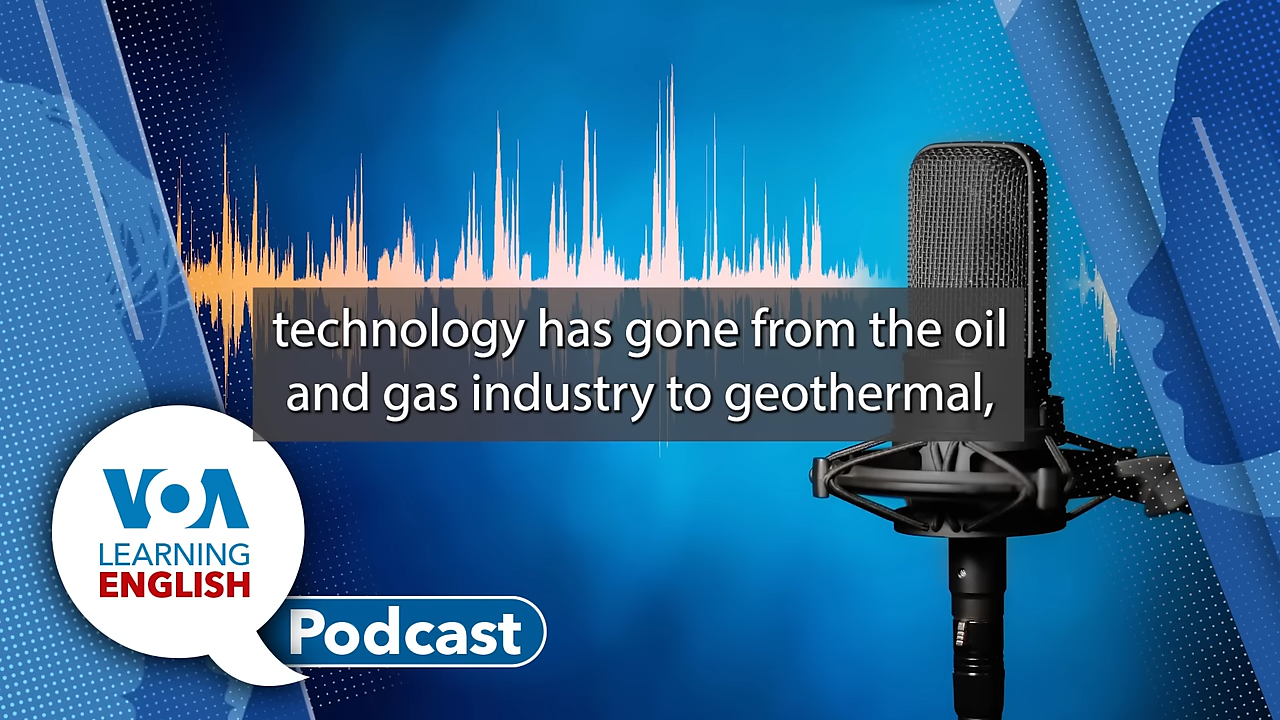 technology has gone from the oil
and gas industry to geothermal,
VOA
LEARNING
ENGLISH
Podcast